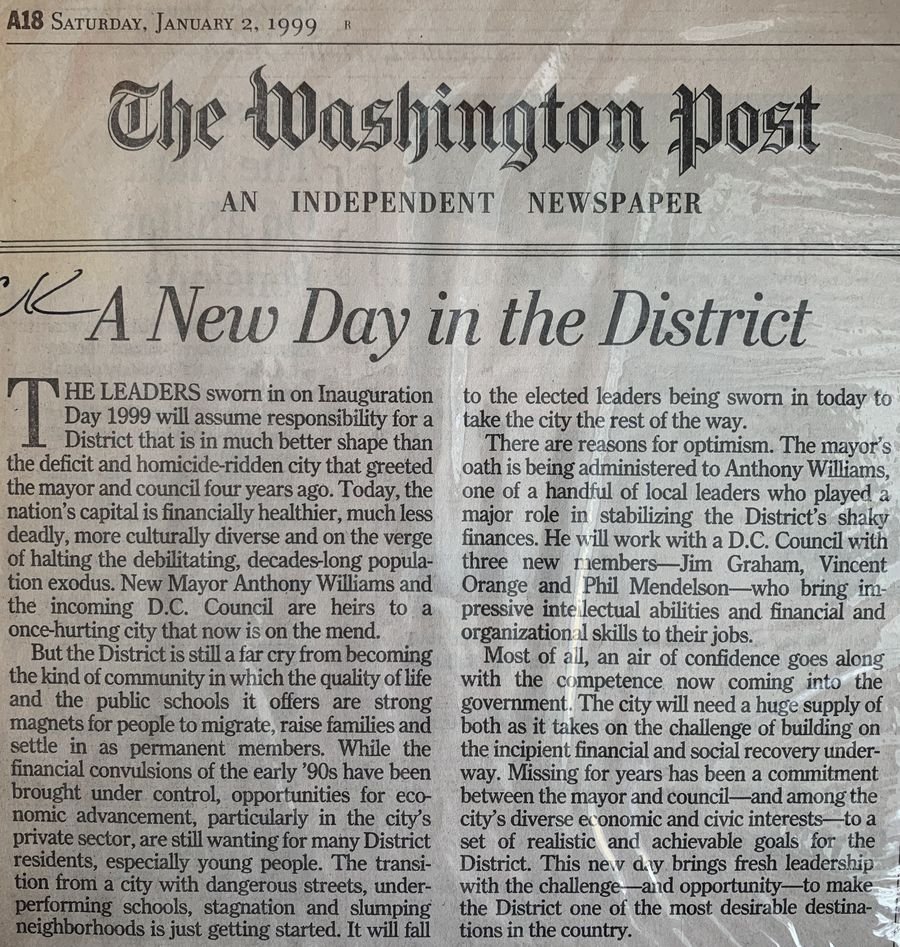 A18 SATURDAY, JANUARY 2, 1999 R
The Washington Post
AN INDEPENDENT NEWSPAPER
A New Day in the District
THE LEADERS sworn in on Inauguration
Day 1999 will assume responsibility for a
District that is in much better shape than
the deficit and homicide-ridden city that greeted
the mayor and council four years ago. Today, the
nation's capital is financially healthier, much less
deadly, more culturally diverse and on the verge
of halting the debilitating, decades-long popula-
tion exodus. New Mayor Anthony Williams and
the incoming D.C. Council are heirs to a
once-hurting city that now is on the mend.
But the District is still a far cry from becoming
the kind of community in which the quality of life
and the public schools it offers are strong
magnets for people to migrate, raise families and
settle in as permanent members. While the
financial convulsions of the early '90s have been
brought under control, opportunities for eco-
nomic advancement, particularly in the city's
private sector, are still wanting for many District
residents, especially young people. The transi-
tion from a city with dangerous streets, under-
performing schools, stagnation and slumping
neighborhoods is just getting started. It will fall
to the elected leaders being sworn in today to
take the city the rest of the way.
There are reasons for optimism. The mayor's
oath is being administered to Anthony Williams,
one of a handful of local leaders who played a
major role in stabilizing the District's shaky
finances. He will work with a D.C. Council with
three new members—Jim Graham, Vincent
Orange and Phil Mendelson—who bring im-
pressive intellectual abilities and financial and
organizational skills to their jobs.
Most of all, an air of confidence goes along
with the competence now coming into the
government. The city will need a huge supply of
both as it takes on the challenge of building on
the incipient financial and social recovery under-
way. Missing for years has been a commitment
between the mayor and council—and among the
city's diverse economic and civic interests—to a
set of realistic and achievable goals for the
District. This new day brings fresh leadership
with the challenge—and opportunity—to make
the District one of the most desirable destina-
tions in the country.